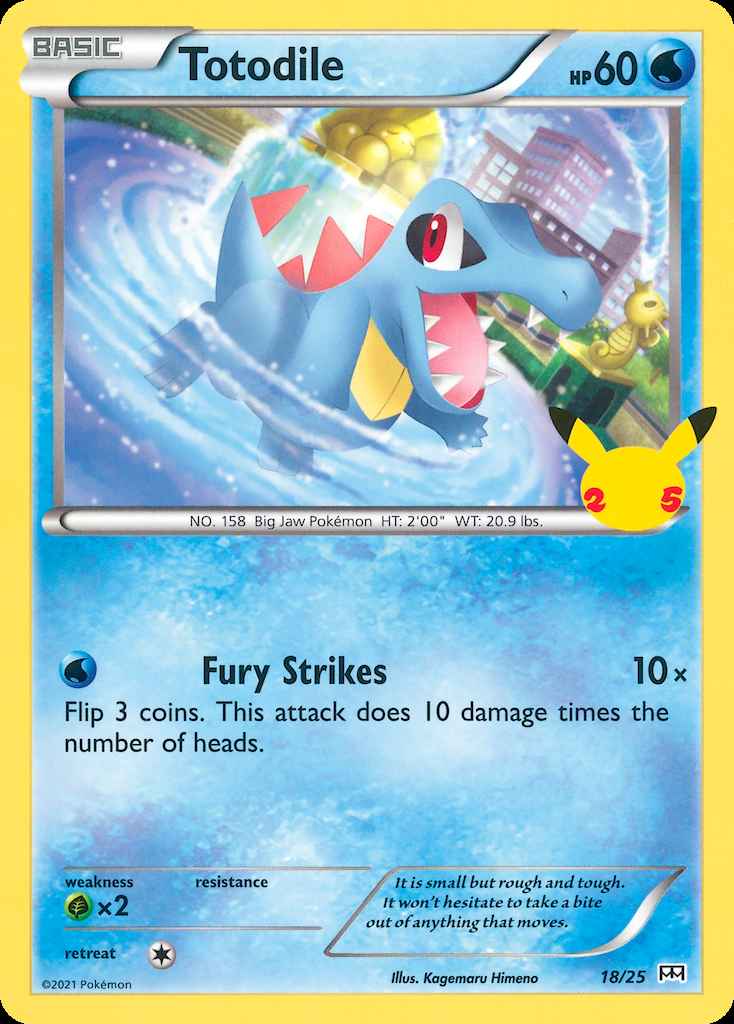 BASIC
Totodile
HP60
25
NO. 158 Big Jaw Pokémon HT: 2'00" WT: 20.9 lbs.
Fury Strikes 10×
Flip 3 coins. This attack does 10 damage times the
number of heads.
weakness resistance
×2
retreat
It is small but rough and tough.
It won't hesitate to take a bite
out of anything that moves.
©2021 Pokémon
Illus. Kagemaru Himeno
18/25